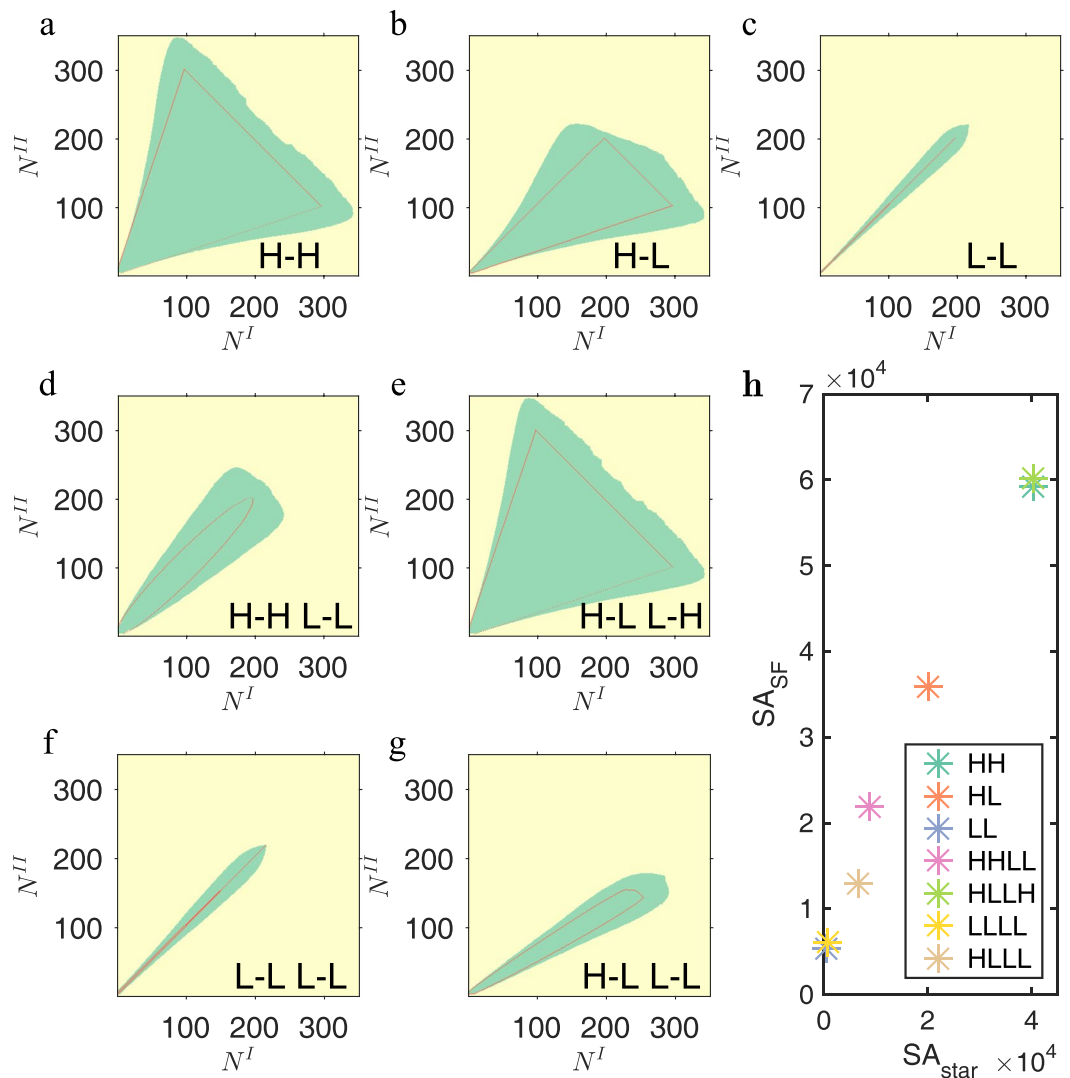 a
300
200
100
N^{II}
H-H
100 200 300
N^I
b
300
200
100
N^{II}
H-L
100 200 300
N^I
c
300
200
100
N^{II}
L-L
100 200 300
N^I
d
300
200
100
N^{II}
H-H L-L
100 200 300
N^I
e
300
200
100
N^{II}
H-L L-H
100 200 300
N^I
f
300
200
100
N^{II}
L-L L-L
100 200 300
N^I
g
300
200
100
N^{II}
H-L L-L
100 200 300
N^I
h
×10^4
7
6
5
4
3
2
1
0
SA_{SF}
HH
HL
LL
HHLL
HLLH
LLLL
HLLL
0 2 4
SA_{star} ×10^4